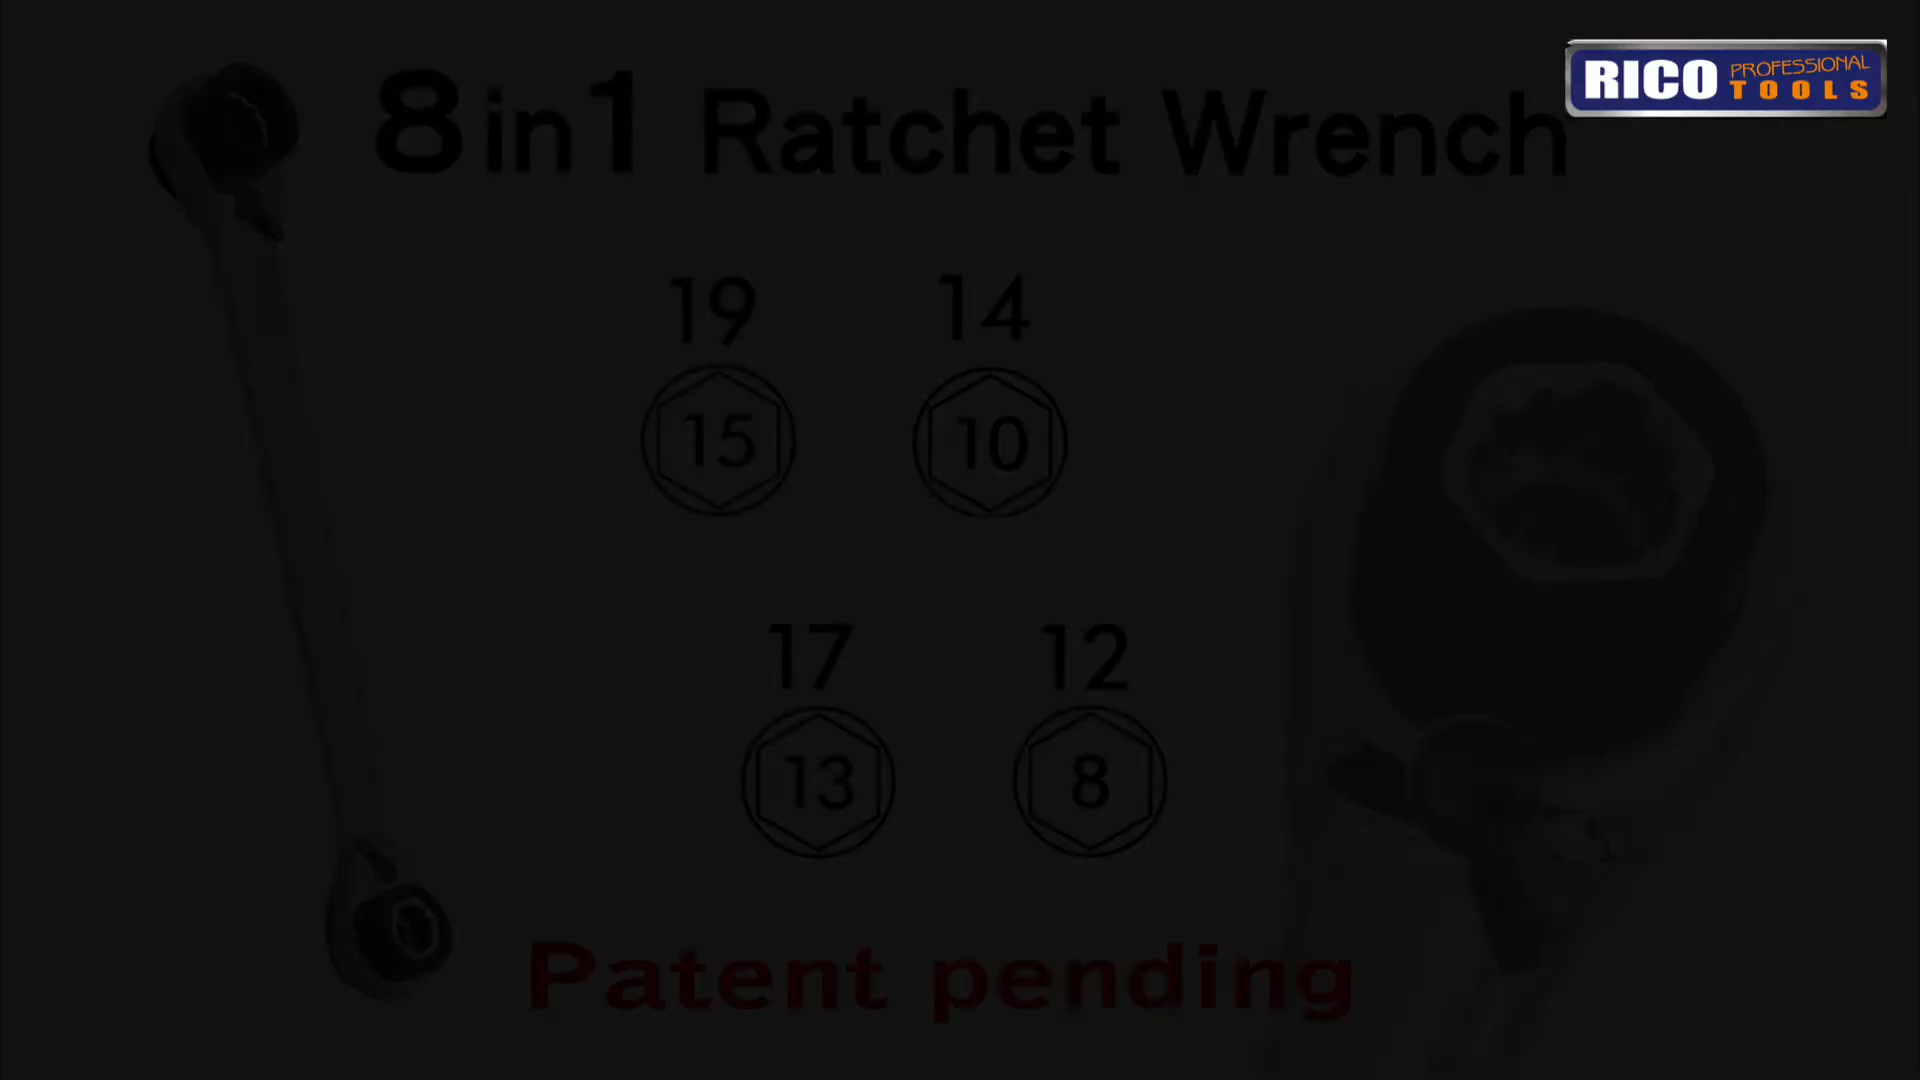 8in1 Ratchet Wrench
RICO PROFESSIONAL TOOLS
19 14
15 10
17 12
13 8
Patent pending